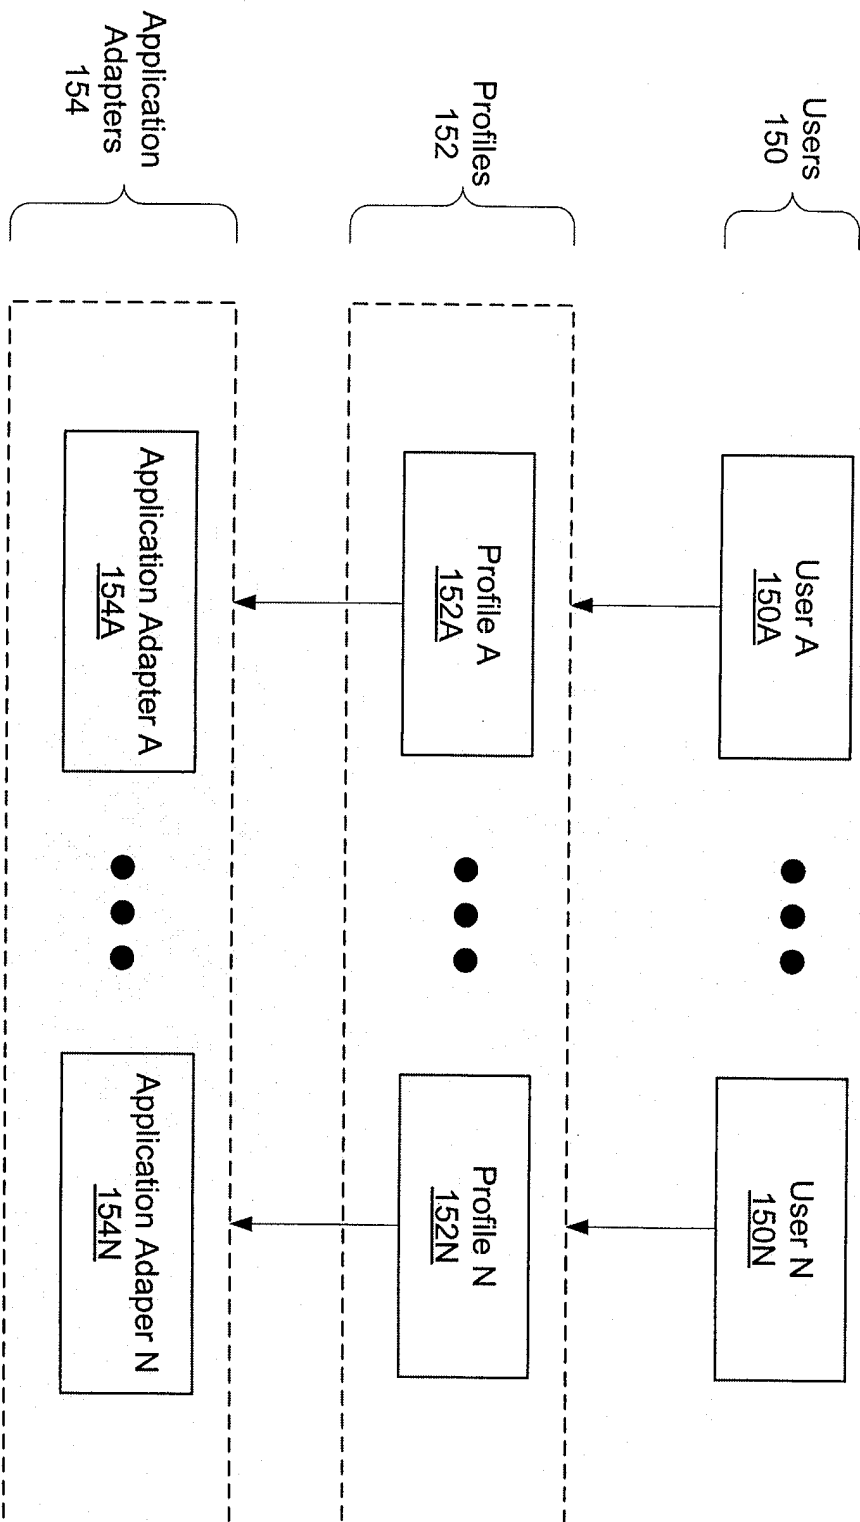 Users
150
User A
150A
User N
150N
Profiles
152
Profile A
152A
Profile N
152N
Application
Adapters
154
Application Adapter A
154A
Application Adaper N
154N